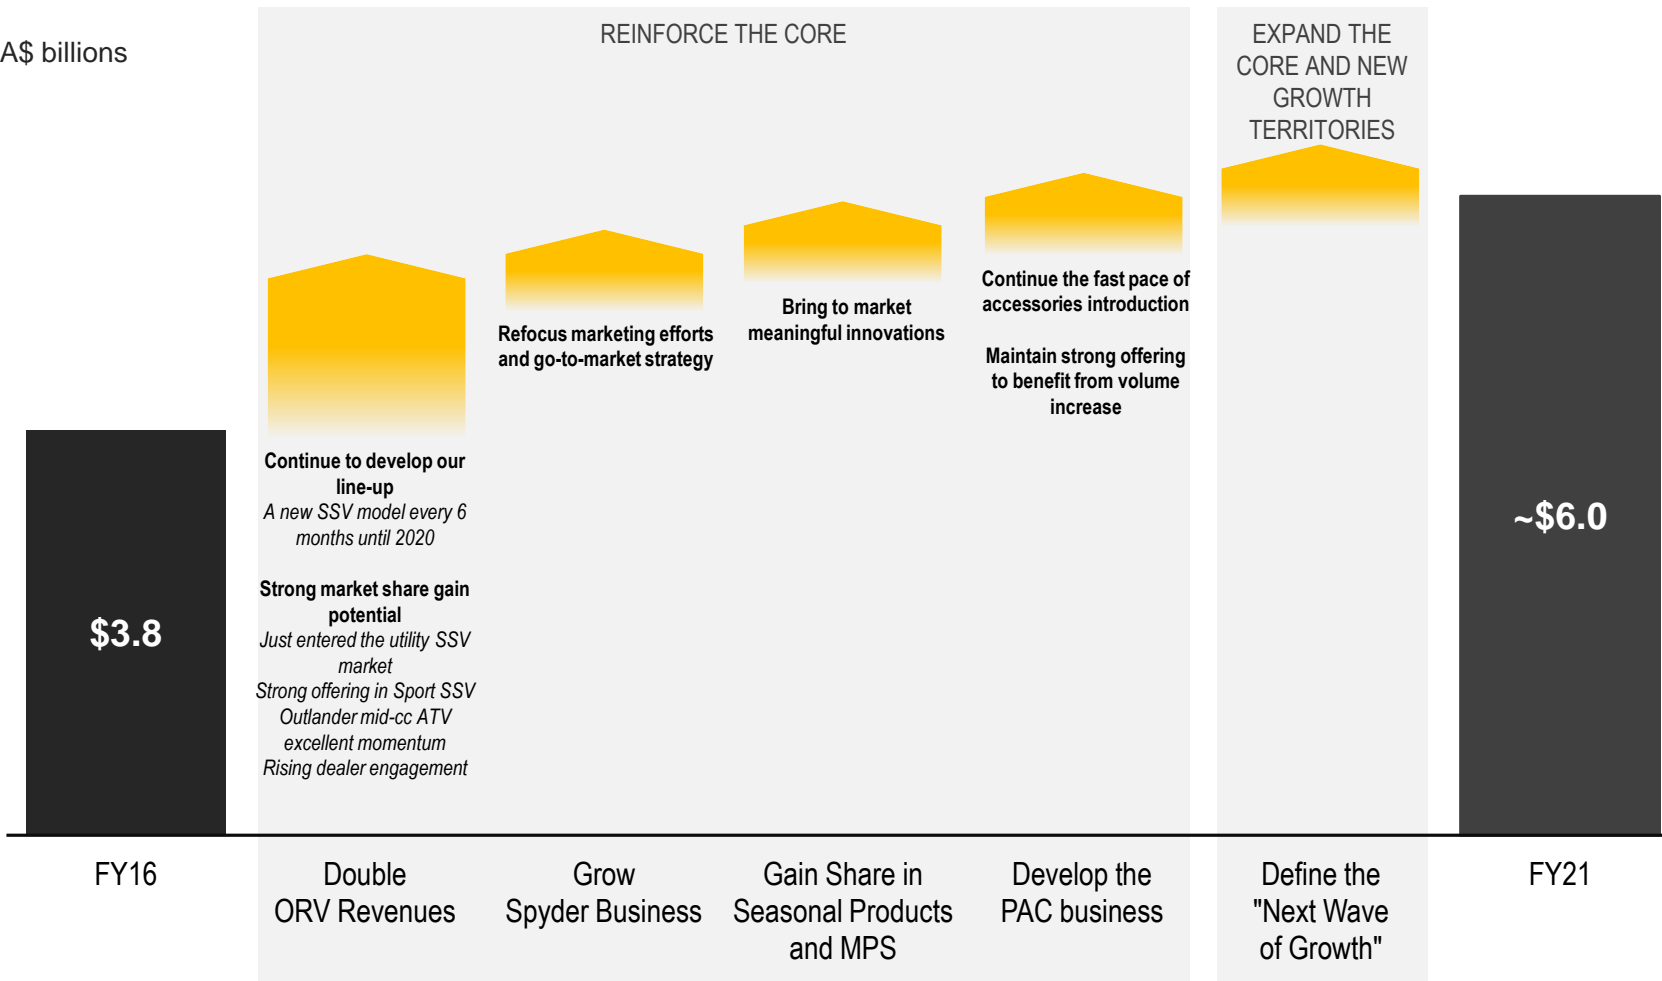 A$ billions
REINFORCE THE CORE
EXPAND THE
CORE AND NEW
GROWTH
TERRITORIES
$3.8
Continue to develop our
line-up
A new SSV model every 6
months until 2020
Strong market share gain
potential
Just entered the utility SSV
market
Strong offering in Sport SSV
Outlander mid-cc ATV
excellent momentum
Rising dealer engagement
Refocus marketing efforts
and go-to-market strategy
Bring to market
meaningful innovations
Continue the fast pace of
accessories introduction
Maintain strong offering
to benefit from volume
increase
~$6.0
FY16
Double
ORV Revenues
Grow
Spyder Business
Gain Share in
Seasonal Products
and MPS
Develop the
PAC business
Define the
"Next Wave
of Growth"
FY21